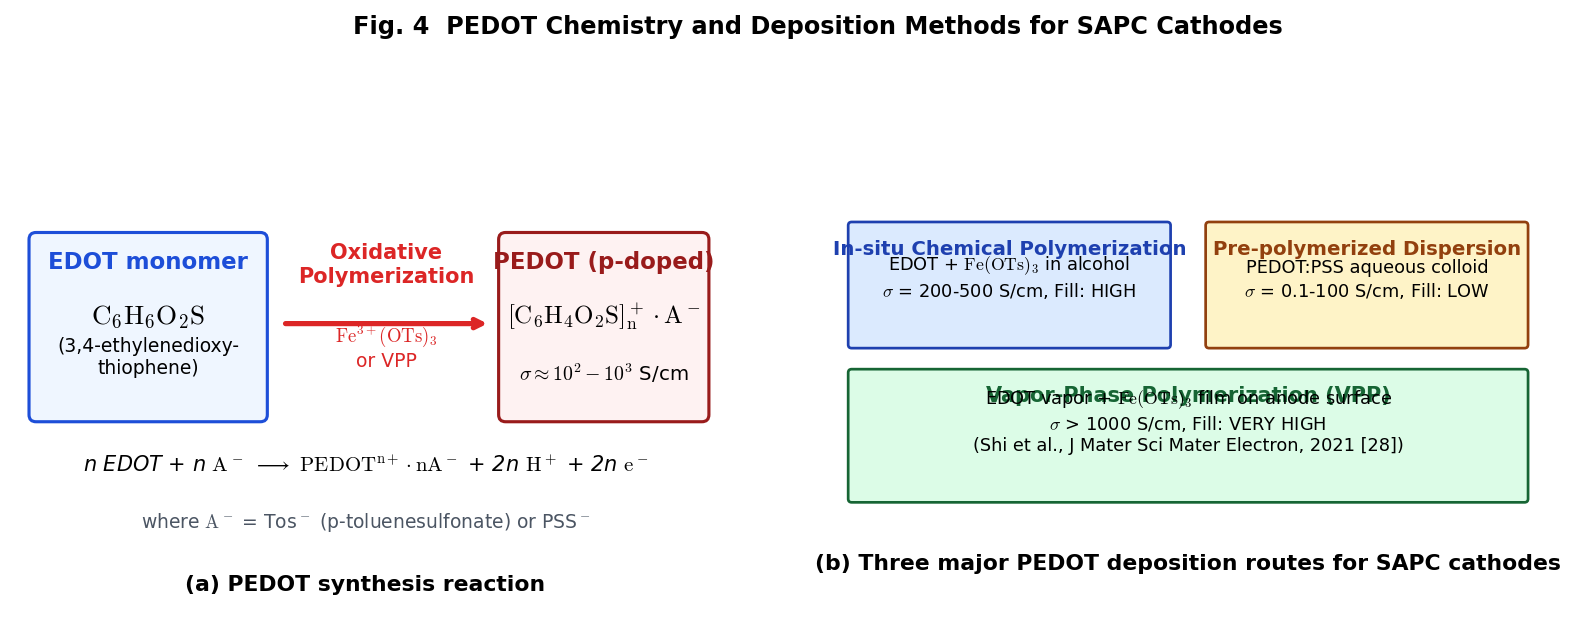 Fig. 4  PEDOT Chemistry and Deposition Methods for SAPC Cathodes
EDOT monomer
C₆H₆O₂S
(3,4-ethylenedioxy-
thiophene)
Oxidative
Polymerization
Fe³⁺(OTs)₃
or VPP
PEDOT (p-doped)
[C₆H₄O₂S]ₙ⁺ · A⁻
σ ≈ 10² − 10³ S/cm
n EDOT + n A⁻ ⟶ PEDOTⁿ⁺ · nA⁻ + 2n H⁺ + 2n e⁻
where A⁻ = Tos⁻ (p-toluenesulfonate) or PSS⁻
(a) PEDOT synthesis reaction
In-situ Chemical Polymerization
EDOT + Fe(OTs)₃ in alcohol
σ = 200-500 S/cm, Fill: HIGH
Pre-polymerized Dispersion
PEDOT:PSS aqueous colloid
σ = 0.1-100 S/cm, Fill: LOW
Vapor Phase Polymerization (VPP)
EDOT vapor + Fe(OTs)₃ film on anode surface
σ > 1000 S/cm, Fill: VERY HIGH
(Shi et al., J Mater Sci Mater Electron, 2021 [28])
(b) Three major PEDOT deposition routes for SAPC cathodes